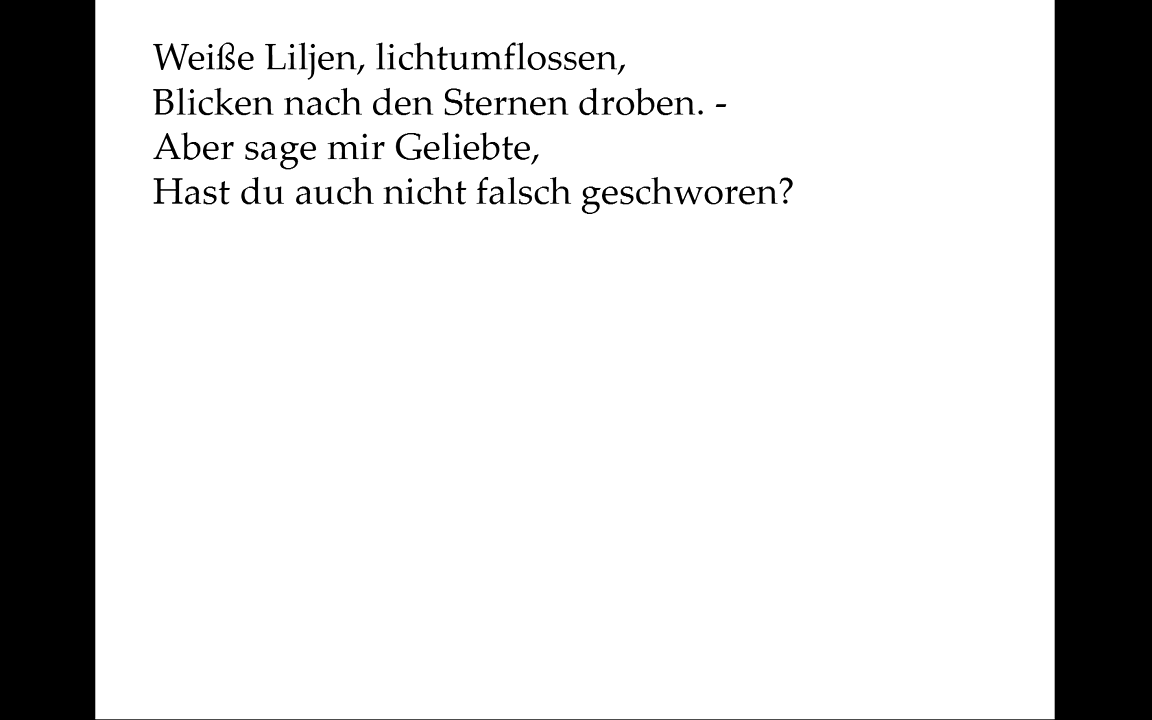 Weiße Liljen, lichtumflossen,
Blicken nach den Sternen droben. -
Aber sage mir Geliebte,
Hast du auch nicht falsch geschworen?